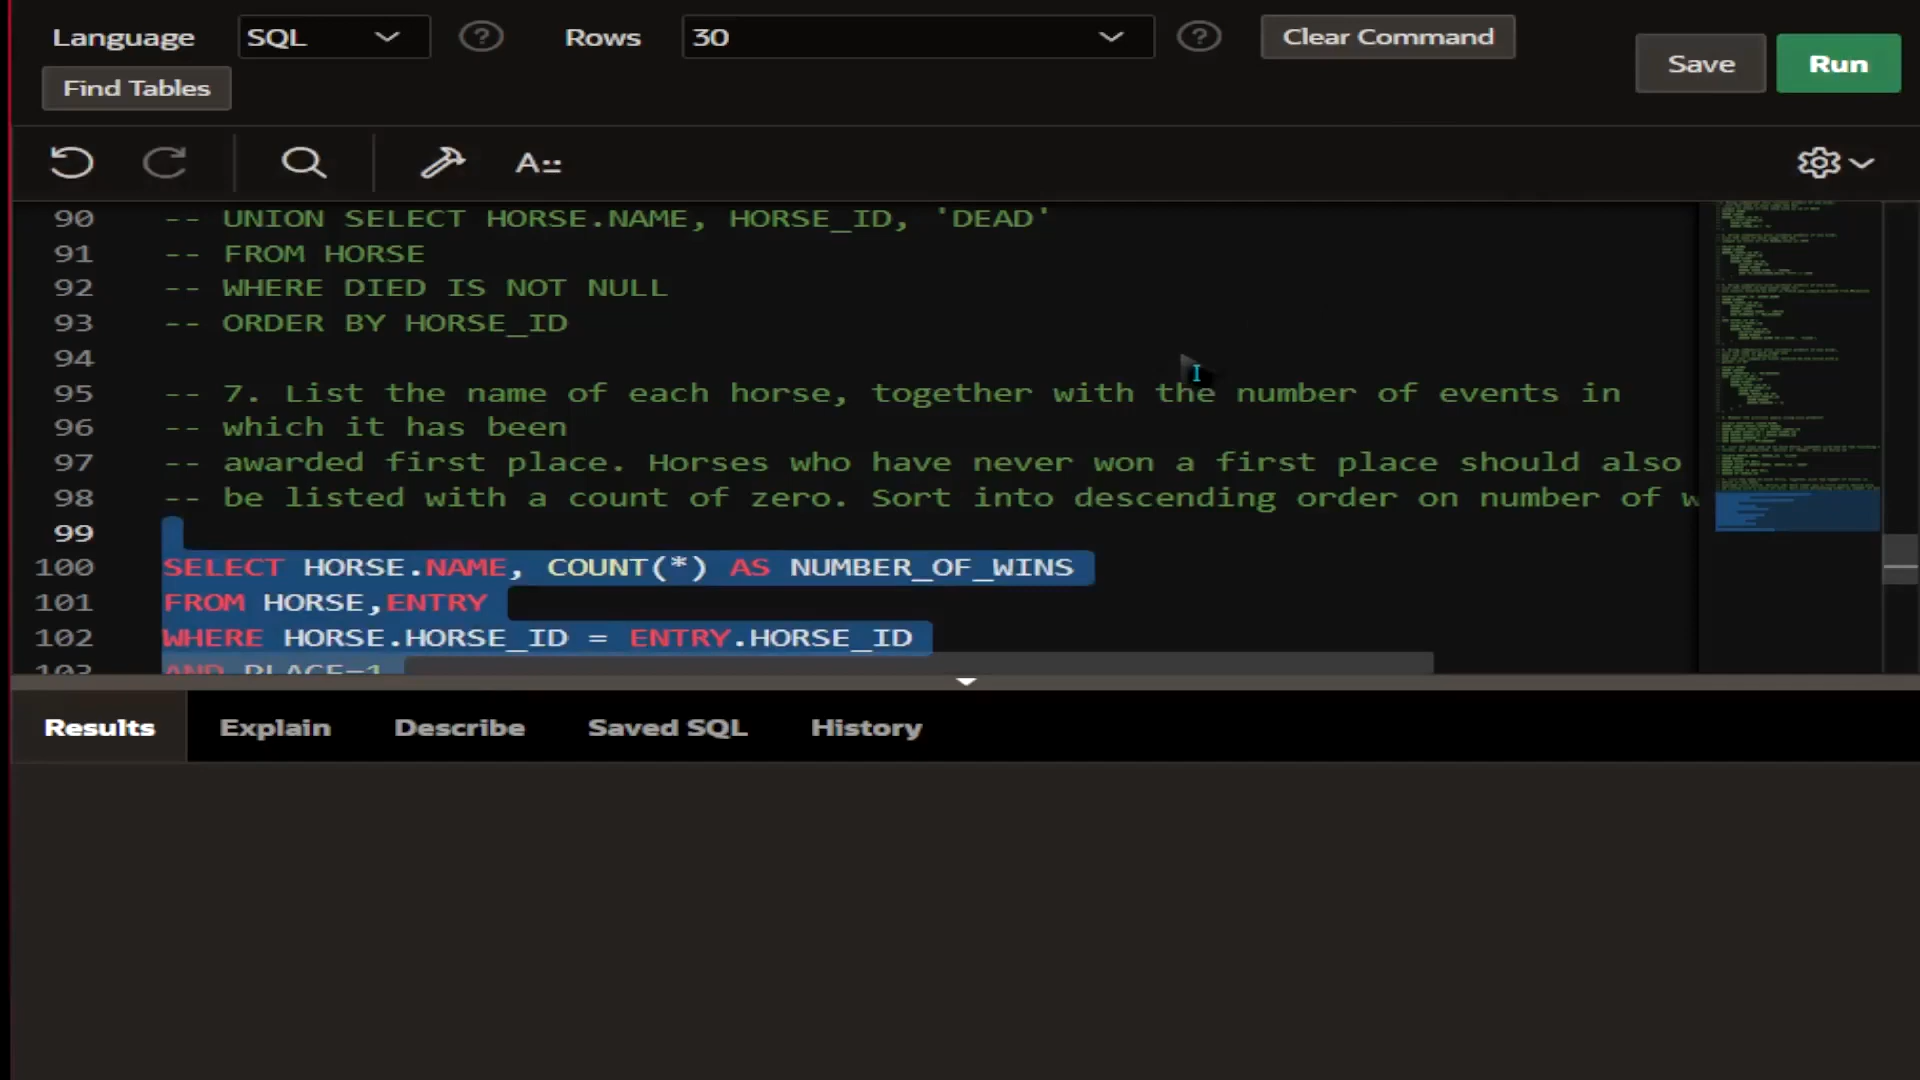 Language SQL Rows 30 Clear Command Save Run
Find Tables
A
90 -- UNION SELECT HORSE.NAME, HORSE_ID, 'DEAD'
91 -- FROM HORSE
92 -- WHERE DIED IS NOT NULL
93 -- ORDER BY HORSE_ID
94
95 -- 7. List the name of each horse, together with the number of events in
96 -- which it has been
97 -- awarded first place. Horses who have never won a first place should also
98 -- be listed with a count of zero. Sort into descending order on number of w
99
100 SELECT HORSE.NAME, COUNT(*) AS NUMBER_OF_WINS
101 FROM HORSE,ENTRY
102 WHERE HORSE.HORSE_ID = ENTRY.HORSE_ID
103 AND PLACE=1
Results Explain Describe Saved SQL History